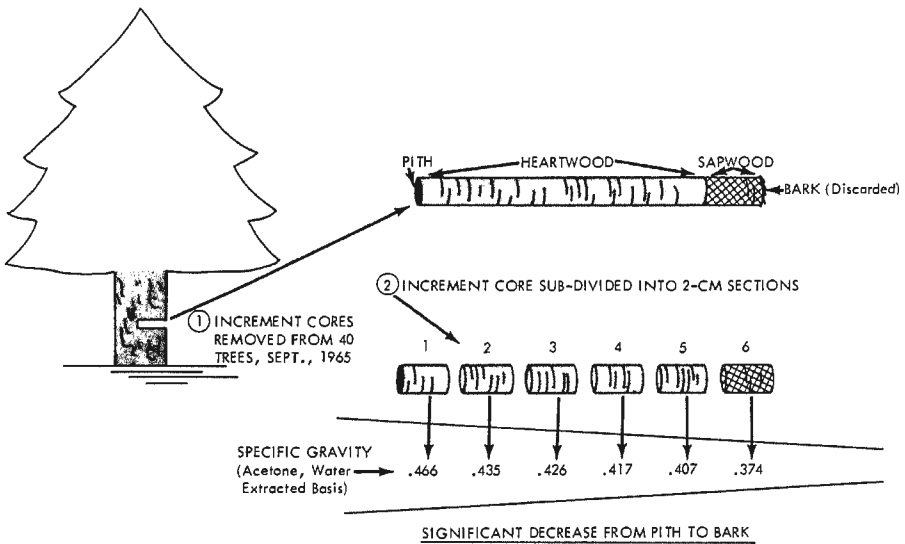 PITH HEARTWOOD SAPWOOD
BARK (Discarded)
② INCREMENT CORE SUB-DIVIDED INTO 2-CM SECTIONS
① INCREMENT CORES
REMOVED FROM 40
TREES, SEPT., 1965
1 2 3 4 5 6
SPECIFIC GRAVITY
(Acetone, Water
Extracted Basis)
.466 .435 .426 .417 .407 .374
SIGNIFICANT DECREASE FROM PITH TO BARK